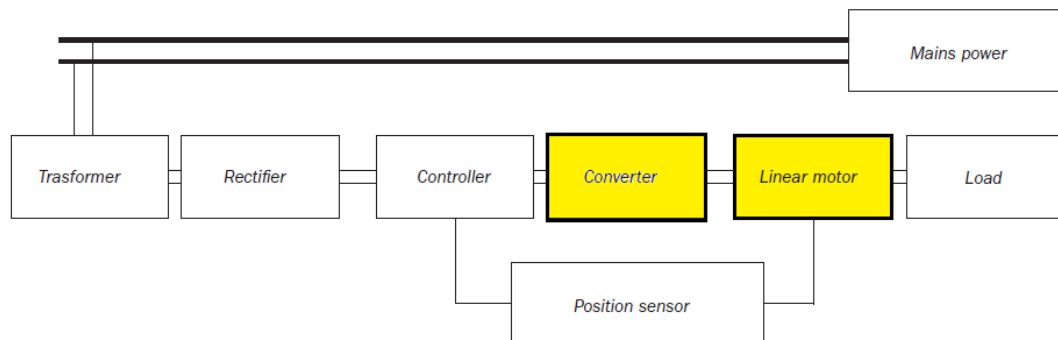 Mains power
Trasformer
Rectifier
Controller
Converter
Linear motor
Load
Position sensor